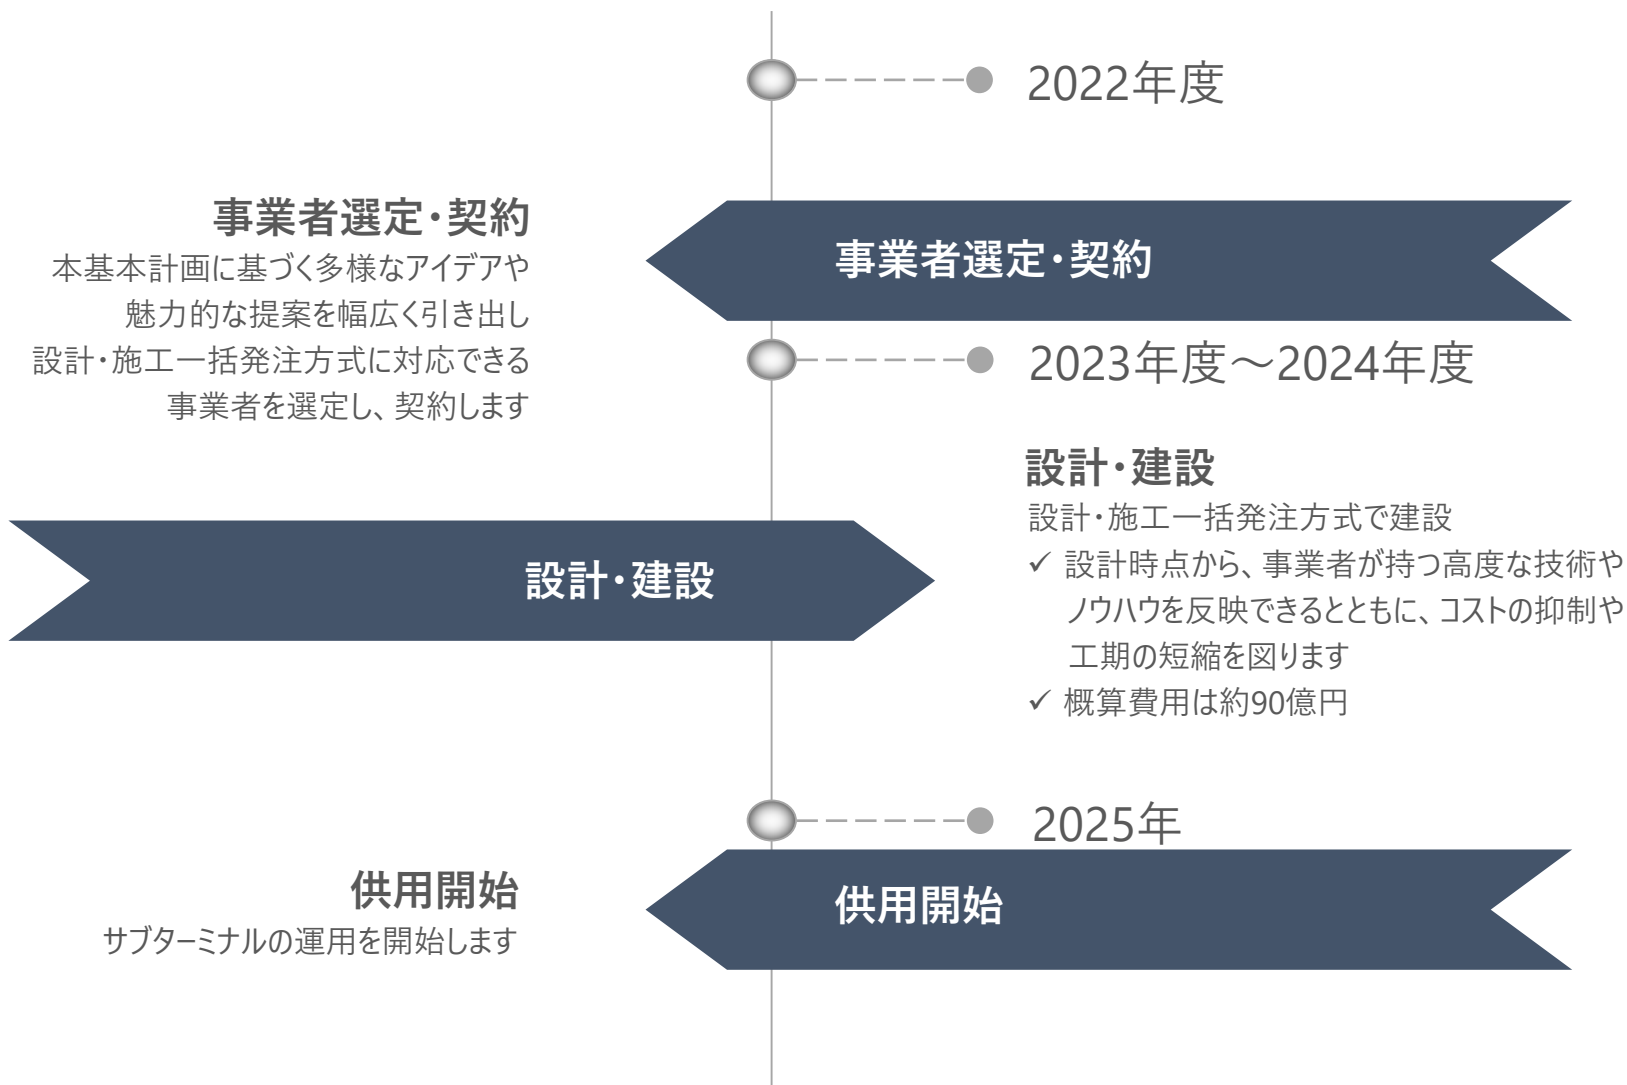 2022年度
事業者選定・契約
本基本計画に基づく多様なアイデアや
魅力的な提案を幅広く引き出し
設計・施工一括発注方式に対応できる
事業者を選定し、契約します
事業者選定・契約
2023年度～2024年度
設計・建設
設計・施工一括発注方式で建設
✓ 設計時点から、事業者が持つ高度な技術や
ノウハウを反映できるとともに、コストの抑制や
工期の短縮を図ります
✓ 概算費用は約90億円
設計・建設
2025年
供用開始
サブターミナルの運用を開始します
供用開始